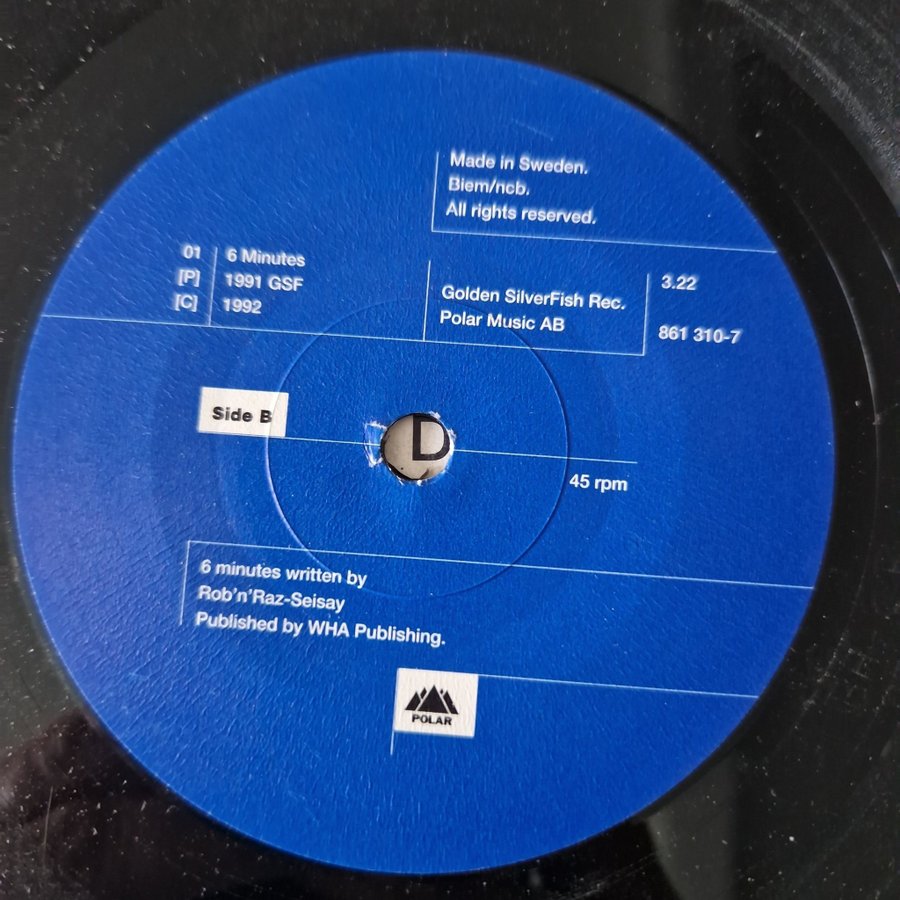 Made in Sweden.
Biem/ncb.
All rights reserved.
01 6 Minutes
[P] 1991 GSF
[C] 1992
Golden SilverFish Rec.
Polar Music AB
3.22
861 310-7
Side B
D
45 rpm
6 minutes written by
Rob'n'Raz-Seisay
Published by WHA Publishing.
POLAR